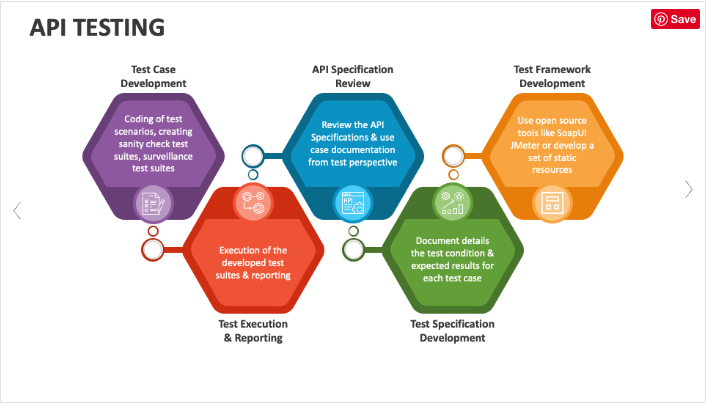 API TESTING
Save
Test Case
Development
Coding of test
scenarios, creating
sanity check test
suites, surveillance
test suites
Execution of the
developed test
suites & reporting
Test Execution
& Reporting
API Specification
Review
Review the API
Specifications & use
case documentation
from test perspective
API
Document details
the test condition &
expected results for
each test case
Test Specification
Development
Test Framework
Development
Use open source
tools like SoapUI
JMeter or develop a
set of static
resources